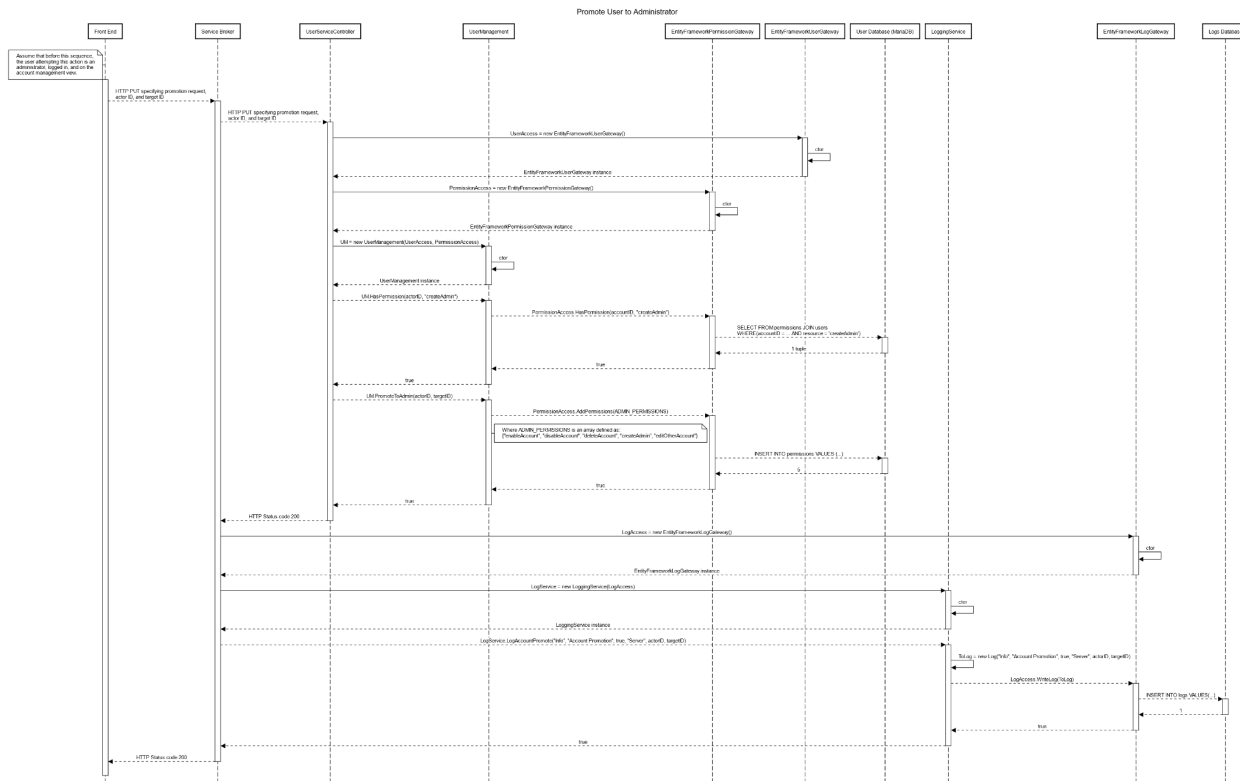 Promote User to Administrator
Front End
Service Broker
UserServiceController
UserManagement
EntityFrameworkPermissionGateway
EntityFrameworkUserGateway
User Database (MariaDB)
LoggingService
EntityFrameworkLogGateway
Logs Database
Assume that before this sequence,
the user attempting this action is an
administrator, logged in, and on the
account management view.
HTTP PUT specifying promotion request,
actor ID, and target ID
HTTP PUT specifying promotion request,
actor ID, and target ID
UserAccess = new EntityFrameworkUserGateway()
ctor
EntityFrameworkUserGateway instance
PermissionAccess = new EntityFrameworkPermissionGateway()
ctor
EntityFrameworkPermissionGateway instance
UM = new UserManagement(UserAccess, PermissionAccess)
ctor
UserManagement instance
UM.HasPermission(actorID, "createAdmin")
PermissionAccess.HasPermission(accountID, "createAdmin")
SELECT FROM permissions JOIN users
WHERE(accountID = ... AND resource = "createAdmin")
1 tuple
true
true
UM.PromoteToAdmin(actorID, targetID)
PermissionAccess.AddPermissions(ADMIN_PERMISSIONS)
Where ADMIN_PERMISSIONS is an array defined as:
["enableAccount", "disableAccount", "deleteAccount", "createAdmin", "editOtherAccount"]
INSERT INTO permissions VALUES (...)
5
true
true
HTTP Status code 200
LogAccess = new EntityFrameworkLogGateway()
ctor
EntityFrameworkLogGateway instance
LogService = new LoggingService(LogAccess)
ctor
LoggingService instance
LogService.LogAccountPromote("Info", "Account Promotion", true, "Server", actorID, targetID)
ToLog = new Log("Info", "Account Promotion", true, "Server", actorID, targetID)
LogAccess.WriteLog(ToLog)
INSERT INTO logs VALUES(...)
1
true
true
HTTP Status code 200